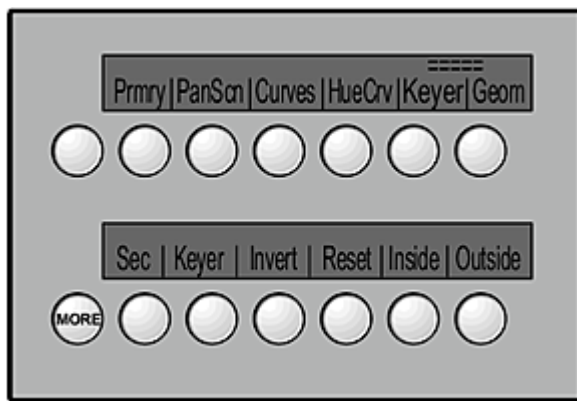 =====
Prmry|PanScn|Curves|HueCrv|Keyer|Geom
Sec | Keyer | Invert | Reset | Inside | Outside
MORE